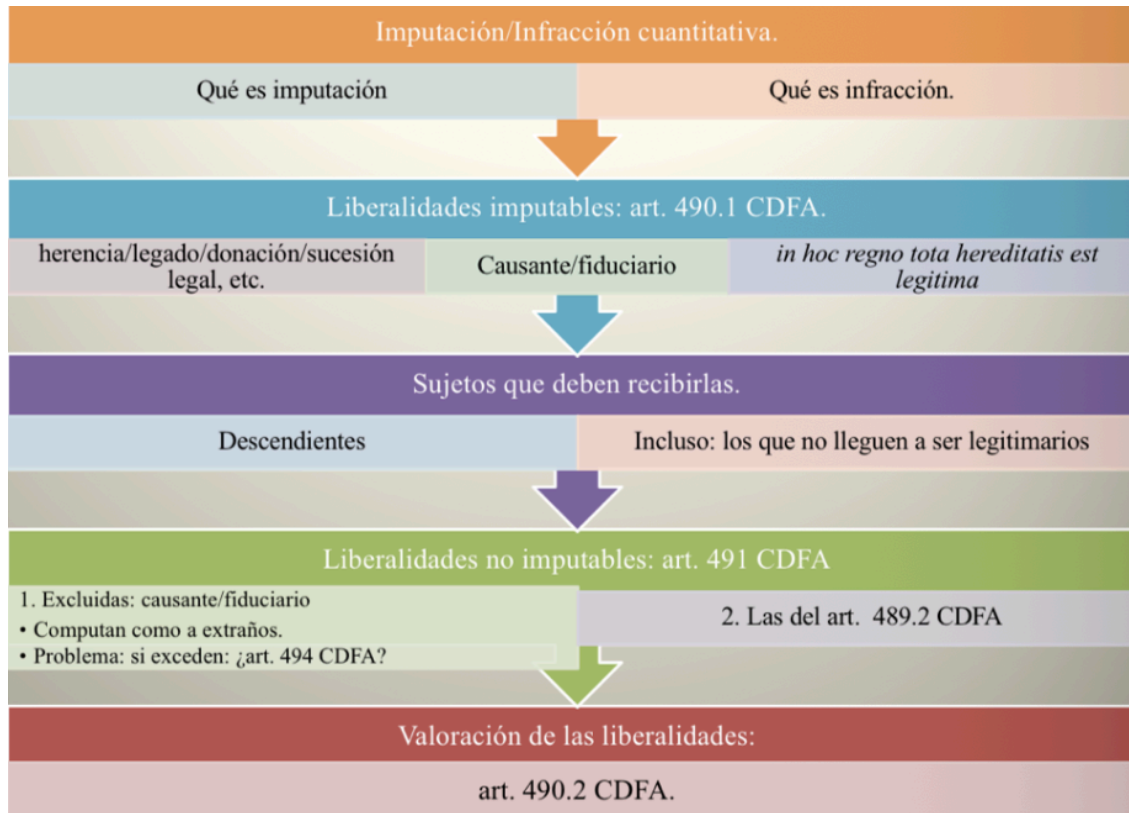 Imputación/Infracción cuantitativa.
Qué es imputación
Qué es infracción.
Liberalidades imputables: art. 490.1 CDFA.
herencia/legado/donación/sucesión
legal, etc.
Causante/fiduciario
in hoc regno tota hereditatis est
legitima
Sujetos que deben recibirlas.
Descendientes
Incluso: los que no lleguen a ser legitimarios
Liberalidades no imputables: art. 491 CDFA
1. Excluidas: causante/fiduciario
• Computan como a extraños.
• Problema: si exceden: ¿art. 494 CDFA?
2. Las del art. 489.2 CDFA
Valoración de las liberalidades:
art. 490.2 CDFA.